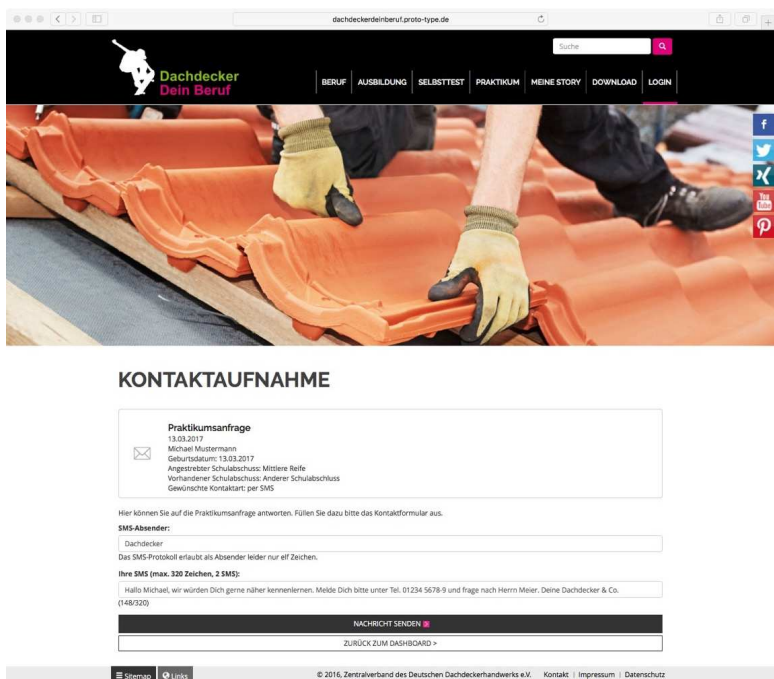 dachdeckerdeinberuf.proto-type.de
Suche
Dachdecker
Dein Beruf
BERUF
AUSBILDUNG
SELBSTTEST
PRAKTIKUM
MEINE STORY
DOWNLOAD
LOGIN
You
Tube
KONTAKTAUFNAHME
Praktikumsanfrage
13.03.2017
Michael Mustermann
Geburtsdatum: 13.03.2017
Angestrebter Schulabschuss: Mittlere Reife
Vorhandener Schulabschuss: Anderer Schulabschluss
Gewünschte Kontaktart: per SMS
Hier können Sie auf die Praktikumsanfrage antworten. Füllen Sie dazu bitte das Kontaktformular aus.
SMS-Absender:
Dachdecker
Das SMS-Protokoll erlaubt als Absender leider nur elf Zeichen.
Ihre SMS (max. 320 Zeichen, 2 SMS):
Hallo Michael, wir würden Dich gerne näher kennenlernen. Melde Dich bitte unter Tel. 01234 5678-9 und frage nach Herrn Meier. Deine Dachdecker & Co.
(148/320)
NACHRICHT SENDEN
ZURÜCK ZUM DASHBOARD >
Sitemap
Links
© 2016, Zentralverband des Deutschen Dachdeckerhandwerks e.V. Kontakt | Impressum | Datenschutz